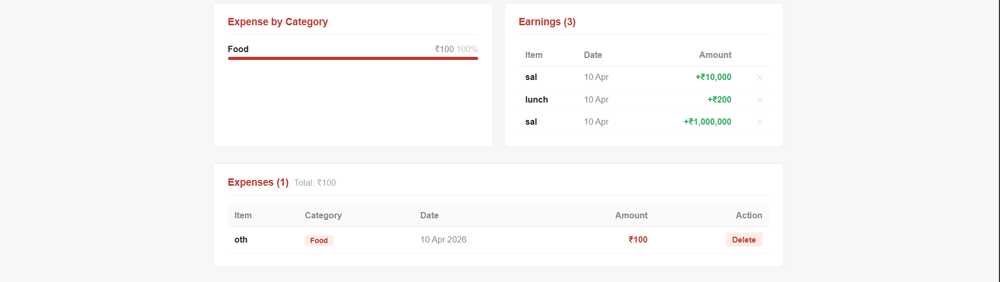 Expense by Category
Food ₹100 100%
Earnings (3)
Item Date Amount
sal 10 Apr +₹10,000 ×
lunch 10 Apr +₹200 ×
sal 10 Apr +₹1,000,000 ×
Expenses (1) Total: ₹100
Item Category Date Amount Action
oth Food 10 Apr 2026 ₹100 Delete